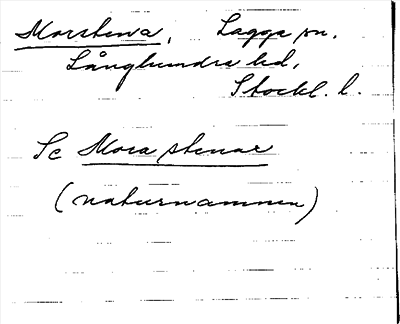 Morstena, Lagga sn,
Långhundra hd,
Stockh. l.
Se Mora stenar
(naturnamnen)